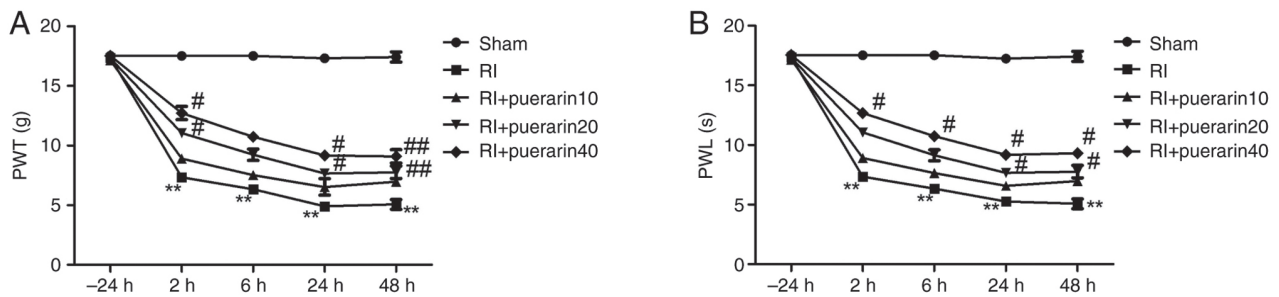 A
PWT (g)
20
15
10
5
0
–24 h 2 h 6 h 24 h 48 h
# # # # ## ##
** ** ** **
Sham
RI
RI+puerarin10
RI+puerarin20
RI+puerarin40
B
PWL (s)
20
15
10
5
0
–24 h 2 h 6 h 24 h 48 h
# # # # # #
** ** ** **
Sham
RI
RI+puerarin10
RI+puerarin20
RI+puerarin40